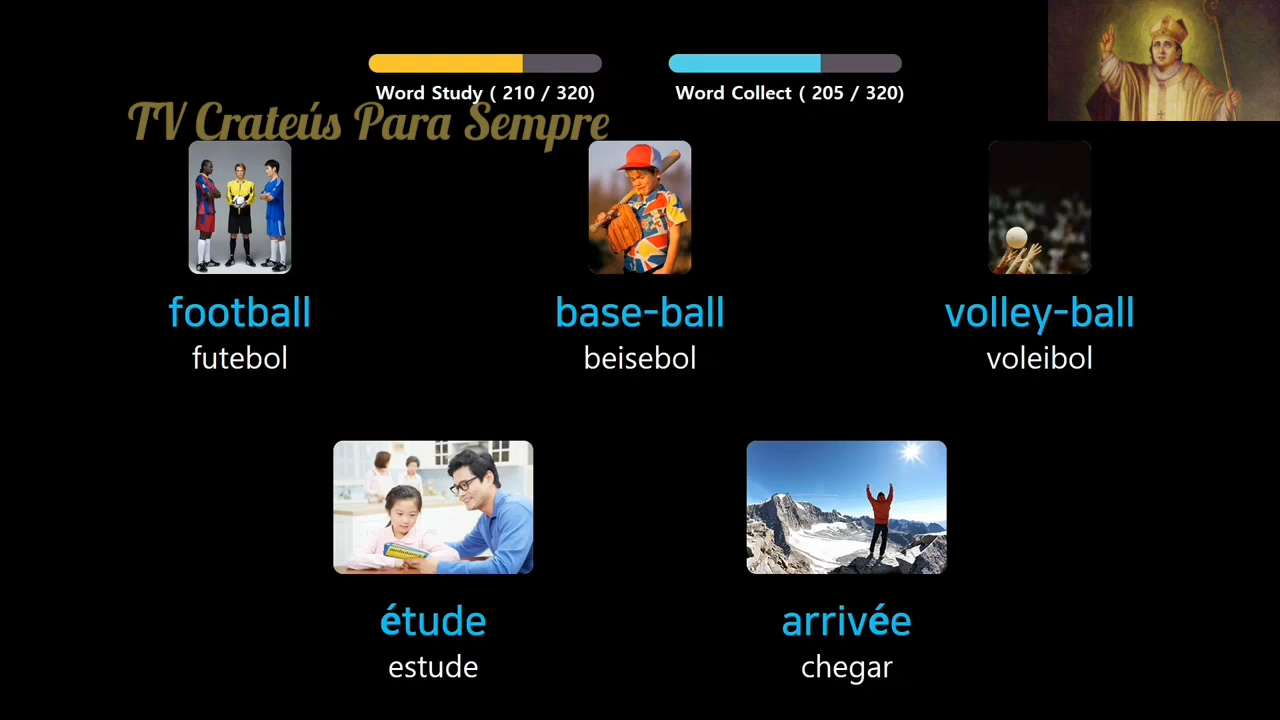 Word Study ( 210 / 320)
Word Collect ( 205 / 320)
TV Crateús Para Sempre
football
futebol
base-ball
beisebol
volley-ball
voleibol
ambulance
étude
estude
arrivée
chegar